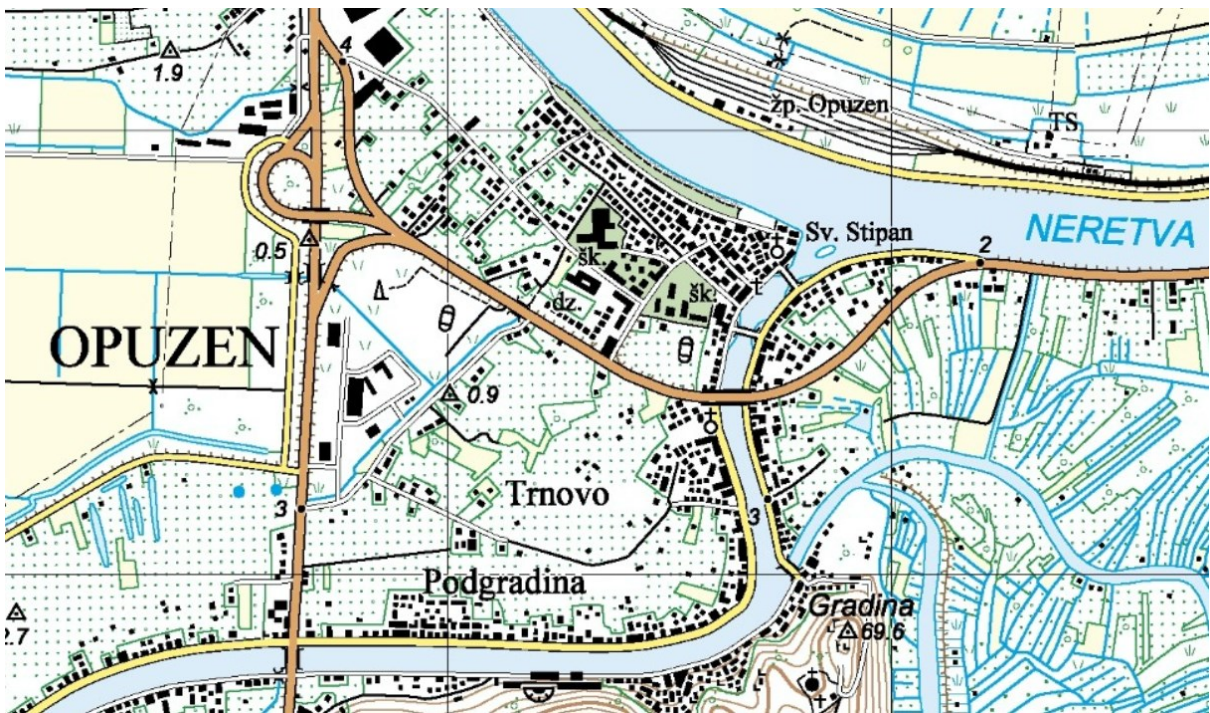 4
1.9
žp. Opuzen
TS
NERETVA
Sv. Stipan
2
0.5
šk.
šk.
dz.
OPUZEN
0.9
Trnovo
3
3
Podgradina
Gradina
69.6
2.7